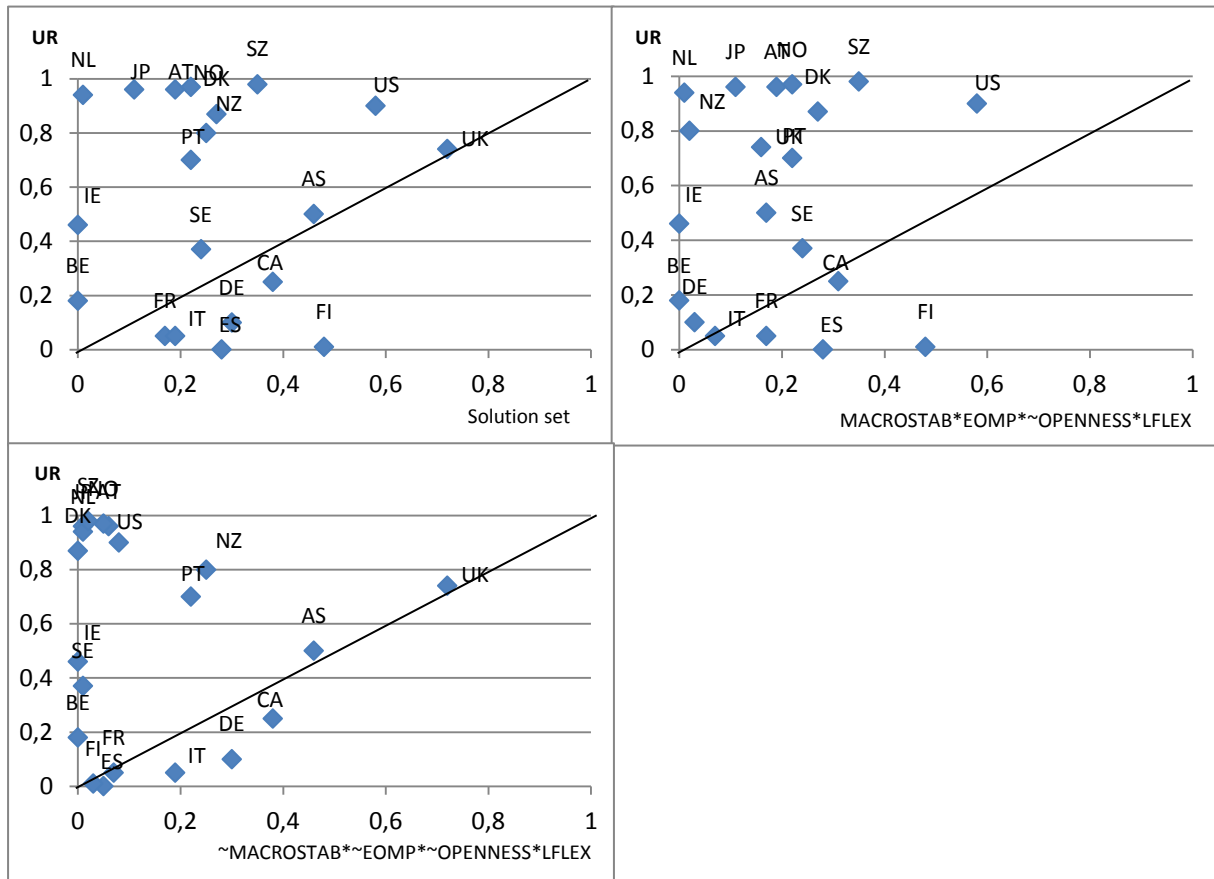 UR
NL JP AT NO DK SZ
NZ US
PT UK
IE SE AS
BE CA
FR IT DE ES FI
1
0,8
0,6
0,4
0,2
0
0 0,2 0,4 0,6 0,8 1
Solution set
UR
NL JP AT NO SZ
NZ DK US
UK PT
IE AS SE
BE CA
DE IT FR ES FI
1
0,8
0,6
0,4
0,2
0
0 0,2 0,4 0,6 0,8 1
MACROSTAB*EOMP*~OPENNESS*LFLEX
UR
SZ
JP NO AT
NL
DK US
NZ
PT UK
IE AS
SE
BE CA
FI FR ES IT DE
1
0,8
0,6
0,4
0,2
0
0 0,2 0,4 0,6 0,8 1
~MACROSTAB*~EOMP*~OPENNESS*LFLEX